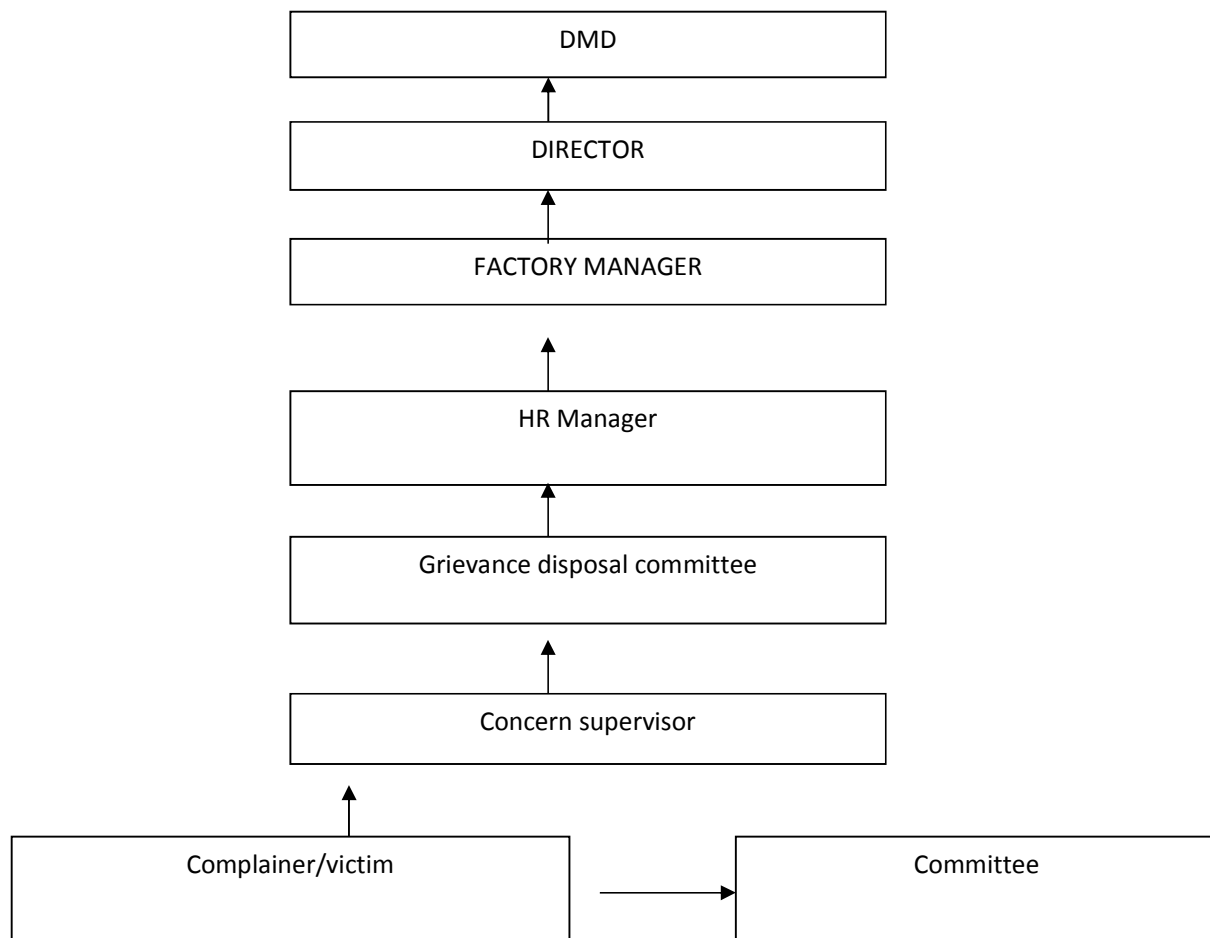 DMD
DIRECTOR
FACTORY MANAGER
HR Manager
Grievance disposal committee
Concern supervisor
Complainer/victim
Committee